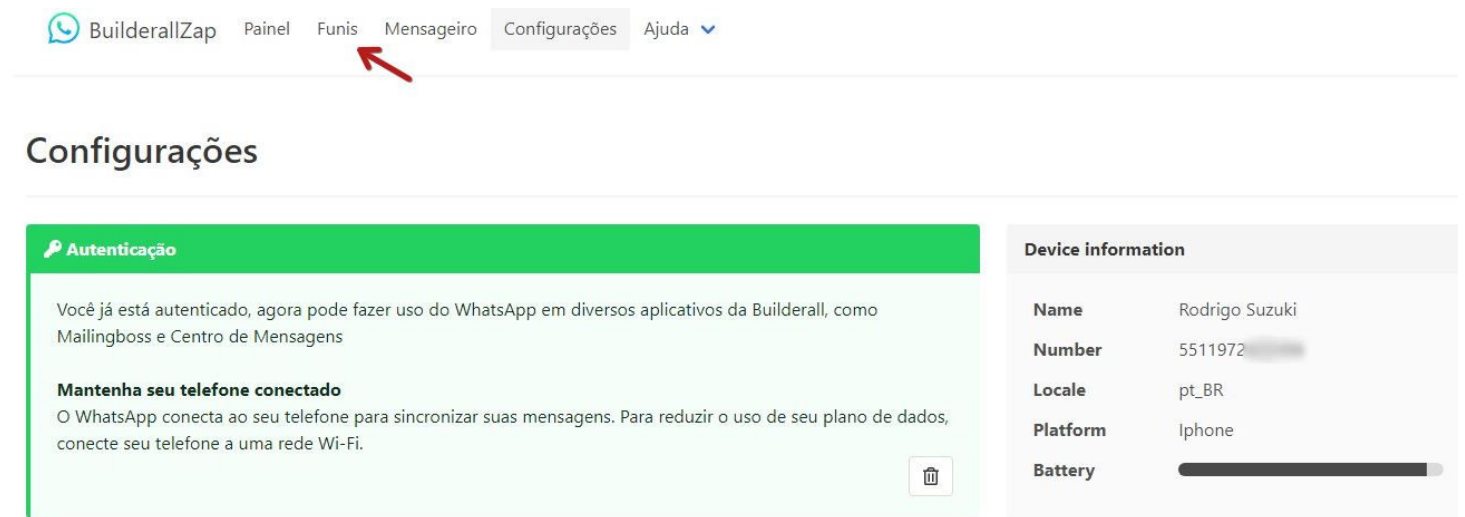 BuilderallZap Painel Funis Mensageiro Configurações Ajuda
Configurações
Autenticação
Você já está autenticado, agora pode fazer uso do WhatsApp em diversos aplicativos da Builderall, como
Mailingboss e Centro de Mensagens
Mantenha seu telefone conectado
O WhatsApp conecta ao seu telefone para sincronizar suas mensagens. Para reduzir o uso de seu plano de dados,
conecte seu telefone a uma rede Wi-Fi.
Device information
Name Rodrigo Suzuki
Number 5511972
Locale pt_BR
Platform Iphone
Battery